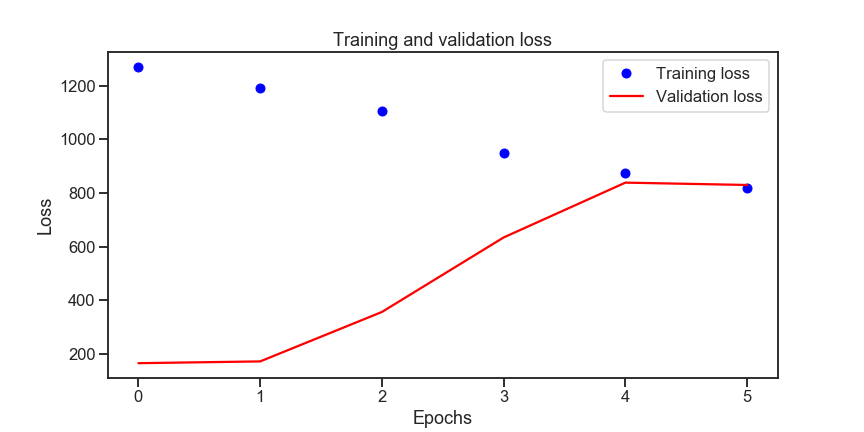 Training and validation loss
Training loss
Validation loss
Loss
1200
1000
800
600
400
200
0 1 2 3 4 5
Epochs